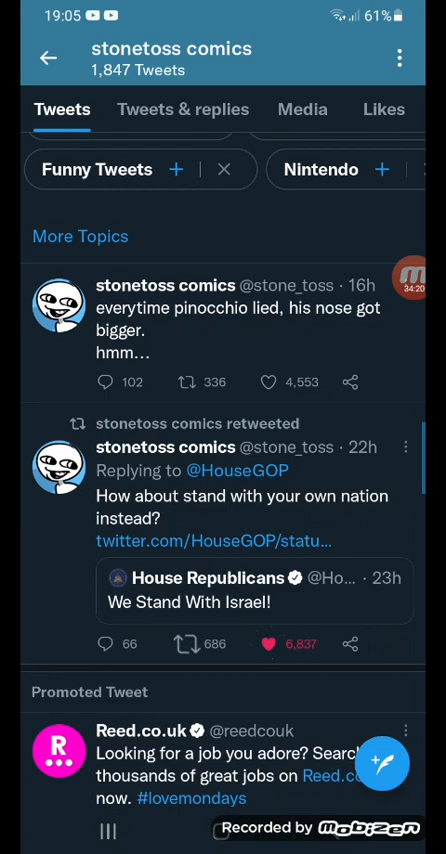 19:05 61%
stonetoss comics
1,847 Tweets
Tweets Tweets & replies Media Likes
Funny Tweets + Nintendo +
More Topics
stonetoss comics @stone_toss · 16h
everytime pinocchio lied, his nose got
bigger.
hmm...
102 336 4,553
34:20
stonetoss comics retweeted
stonetoss comics @stone_toss · 22h
Replying to @HouseGOP
How about stand with your own nation
instead?
twitter.com/HouseGOP/statu...
House Republicans @Ho... · 23h
We Stand With Israel!
66 686 6,837
Promoted Tweet
Reed.co.uk @reedcouk
R
Looking for a job you adore? Search
thousands of great jobs on Reed.co
now. #lovemondays
Recorded by mobizen